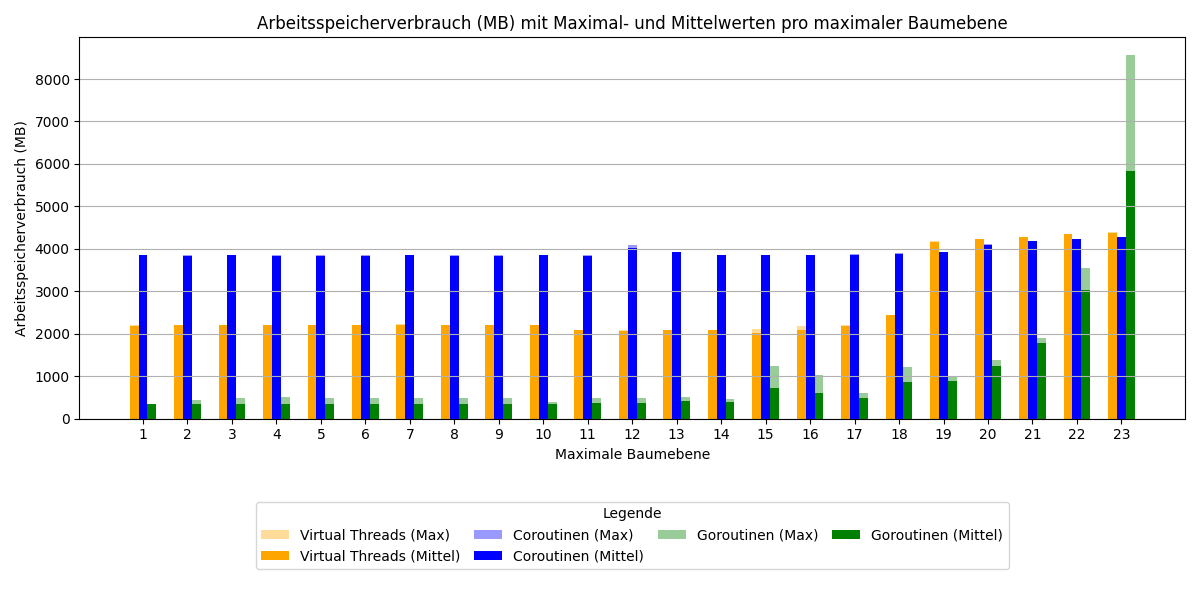 Arbeitsspeicherverbrauch (MB) mit Maximal- und Mittelwerten pro maximaler Baumebene
Arbeitsspeicherverbrauch (MB)
8000
7000
6000
5000
4000
3000
2000
1000
0
1 2 3 4 5 6 7 8 9 10 11 12 13 14 15 16 17 18 19 20 21 22 23
Maximale Baumebene
Legende
Virtual Threads (Max) Coroutinen (Max) Goroutinen (Max) Goroutinen (Mittel)
Virtual Threads (Mittel) Coroutinen (Mittel)